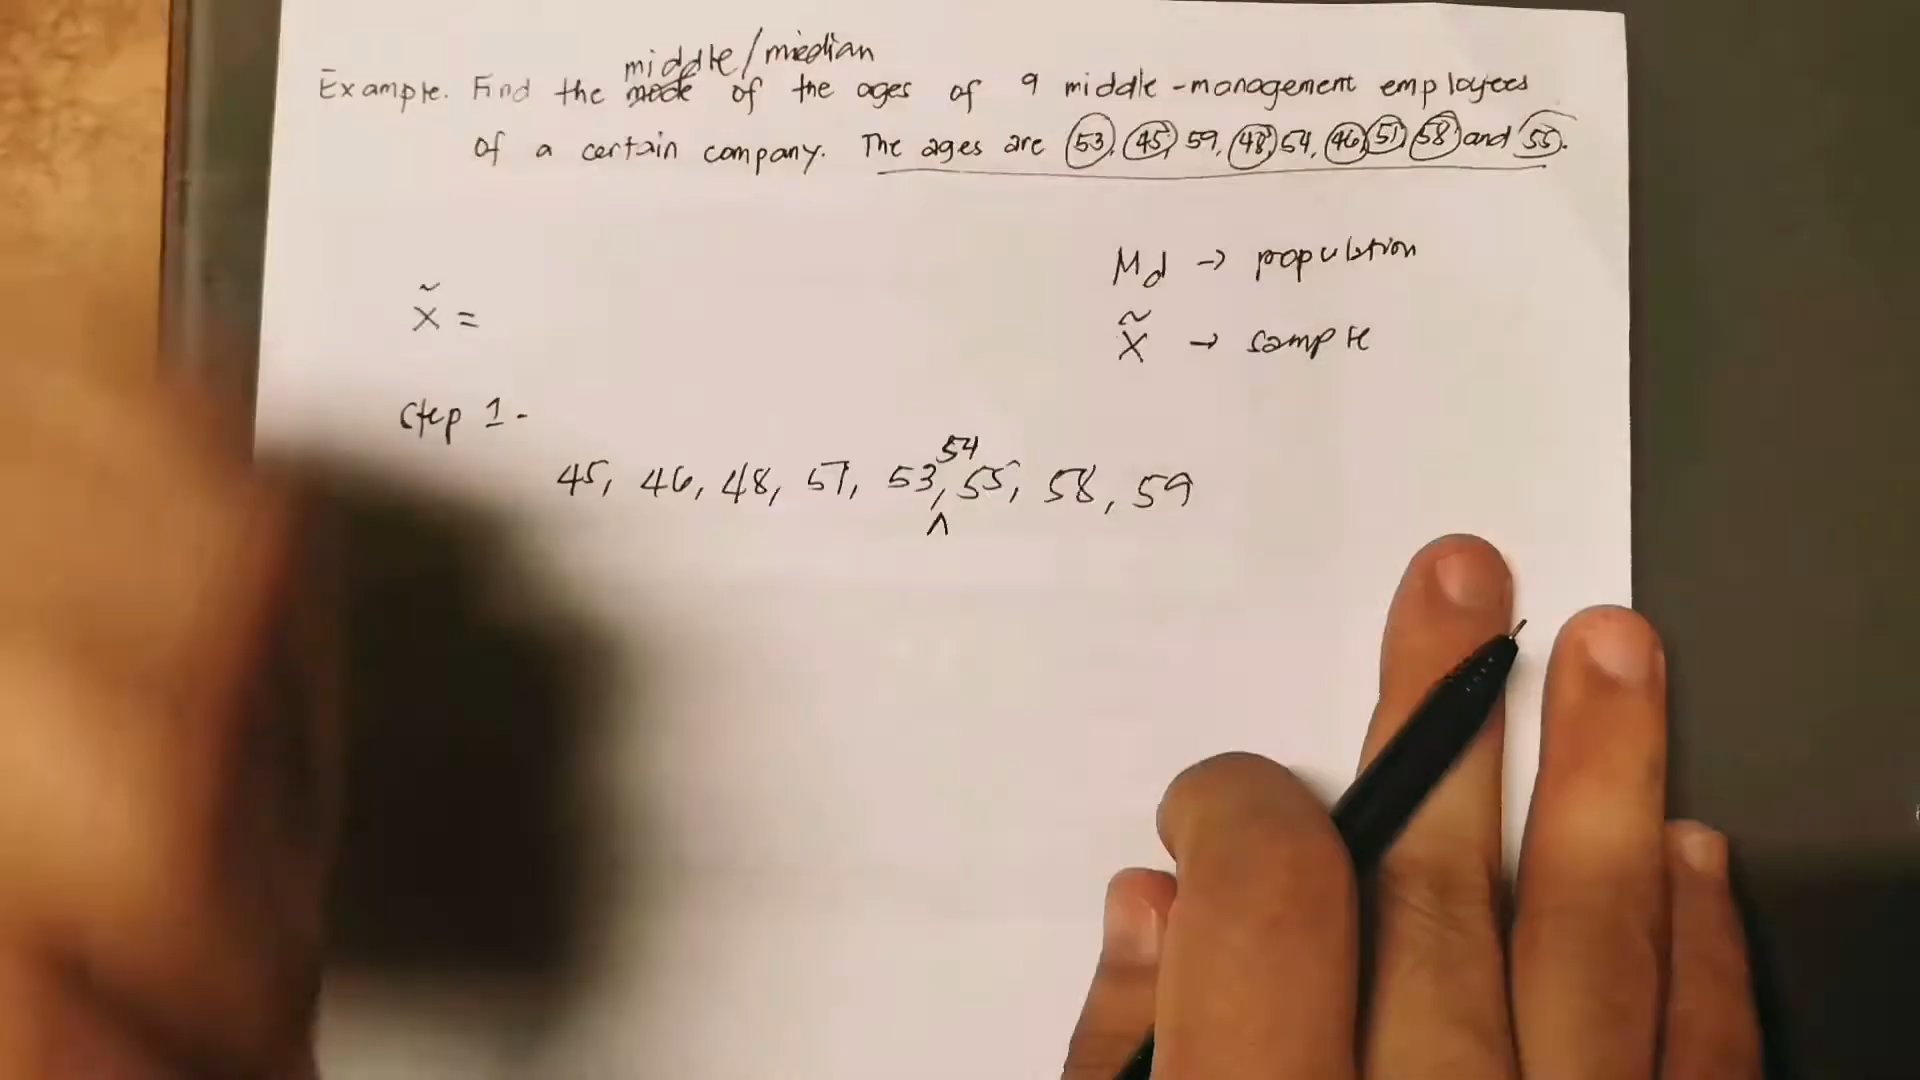 middle/median
Example. Find the mode of the ages of 9 middle-management employees
of a certain company. The ages are 53, 45, 59, 48, 54, 46, 51, 58 and 55.
Md → population
x̃ =
x̃ → sample
Step 1-
54
45, 46, 48, 51, 53, 55, 58, 59
^